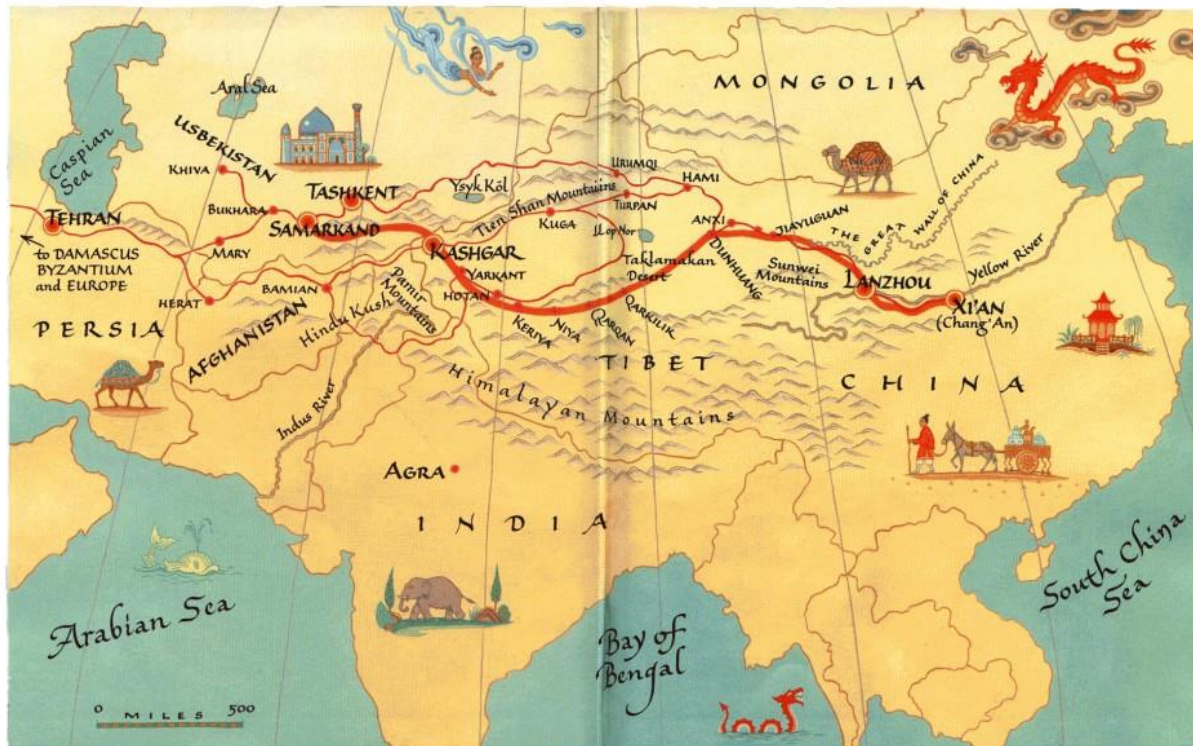 MONGOLIA
Aral Sea
Caspian
Sea
USBEKISTAN
KHIVA
TASHKENT
Ysyk Köl
URUMQI
HAMI
Tien Shan Mountains
TURPAN
TEHRAN
BUKHARA
SAMARKAND
KUGA
ANXI
JIAYUGUAN
THE GREAT WALL OF CHINA
to DAMASCUS
BYZANTIUM
and EUROPE
MARY
KASHGAR
Lop Nor
DUNHUANG
Yellow River
YARKANT
Taklamakan
Desert
Sunwei
Mountains
LANZHOU
HERAT
BAMIAN
Pamir
Mountains
HOTAN
XI'AN
(Chang'An)
PERSIA
AFGHANISTAN
Hindu Kush
KERIYA
NIYA
QARQAN
QARKILIK
TIBET
CHINA
Himalayan Mountains
Indus River
AGRA
INDIA
Arabian Sea
Bay of
Bengal
South China
Sea
0 MILES 500